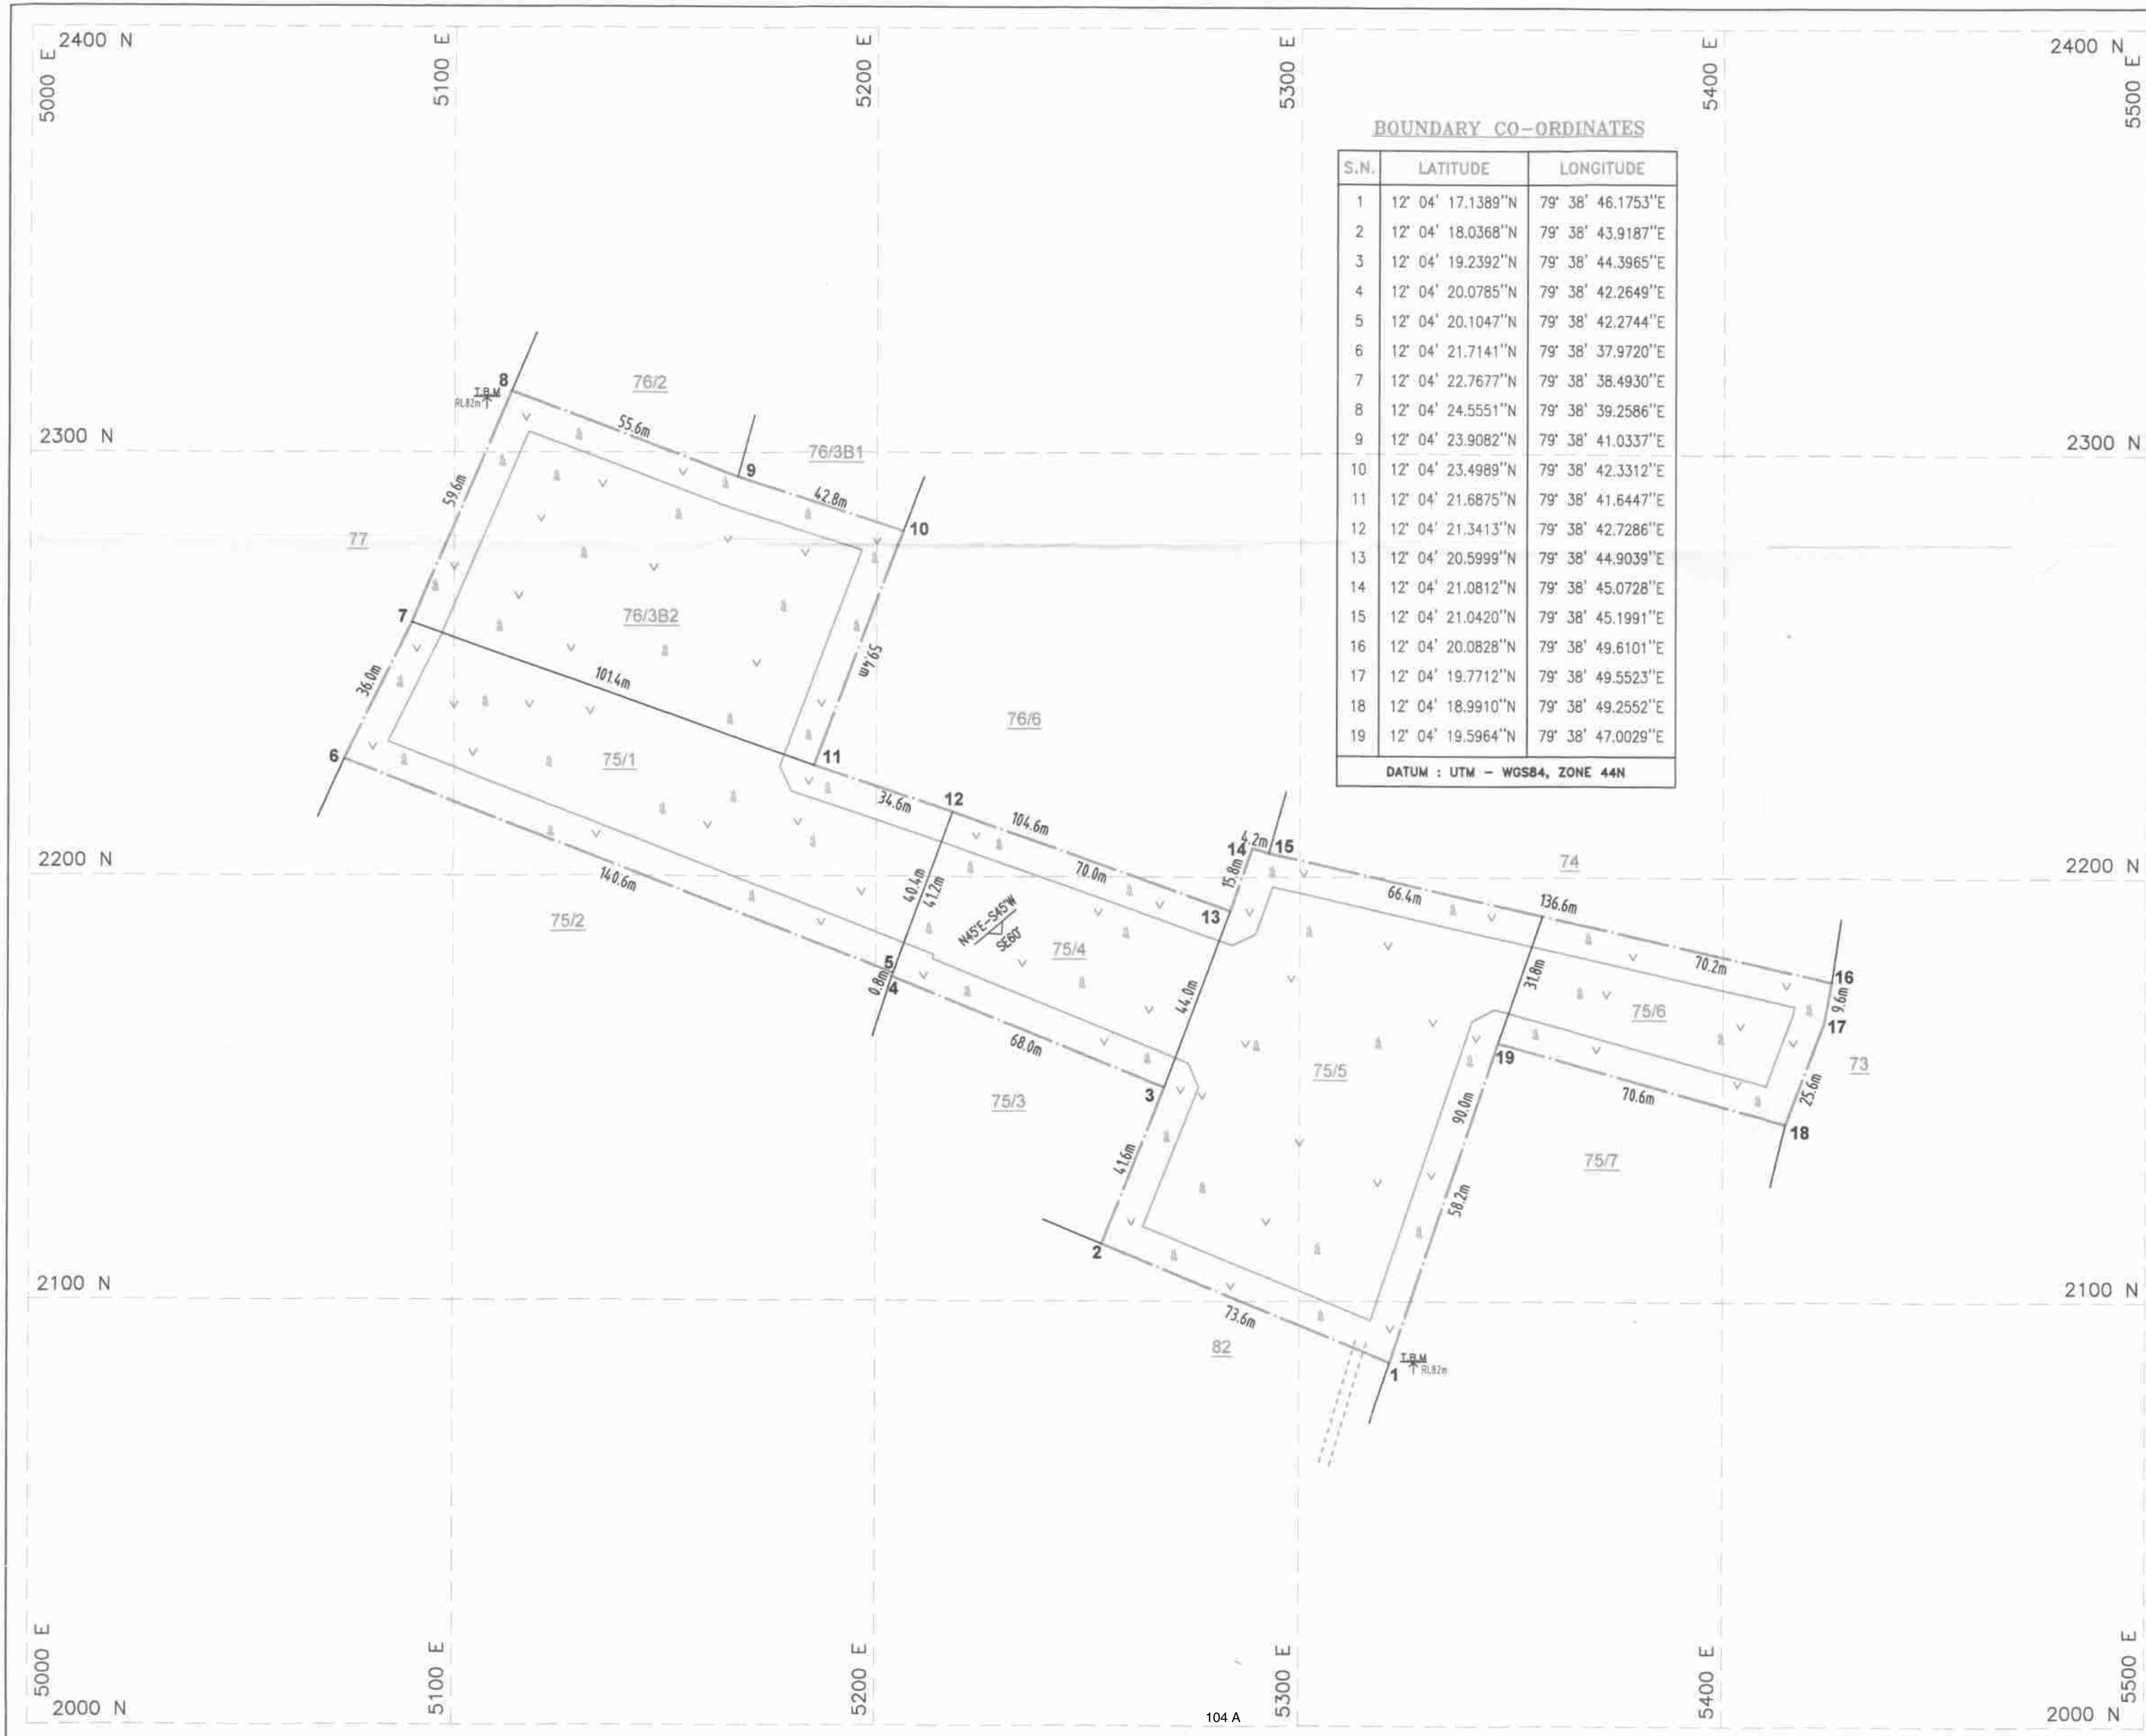 2400 N
2400 N
5000 E
5100 E
5200 E
5300 E
5400 E
5500 E
BOUNDARY CO-ORDINATES
S.N. LATITUDE LONGITUDE
1 12° 04' 17.1389"N 79° 38' 46.1753"E
2 12° 04' 18.0368"N 79° 38' 43.9187"E
3 12° 04' 19.2392"N 79° 38' 44.3965"E
4 12° 04' 20.0785"N 79° 38' 42.2649"E
5 12° 04' 20.1047"N 79° 38' 42.2744"E
6 12° 04' 21.7141"N 79° 38' 37.9720"E
7 12° 04' 22.7677"N 79° 38' 38.4930"E
8 12° 04' 24.5551"N 79° 38' 39.2586"E
9 12° 04' 23.9082"N 79° 38' 41.0337"E
10 12° 04' 23.4989"N 79° 38' 42.3312"E
11 12° 04' 21.6875"N 79° 38' 41.6447"E
12 12° 04' 21.3413"N 79° 38' 42.7286"E
13 12° 04' 20.5999"N 79° 38' 44.9039"E
14 12° 04' 21.0812"N 79° 38' 45.0728"E
15 12° 04' 21.0420"N 79° 38' 45.1991"E
16 12° 04' 20.0828"N 79° 38' 49.6101"E
17 12° 04' 19.7712"N 79° 38' 49.5523"E
18 12° 04' 18.9910"N 79° 38' 49.2552"E
19 12° 04' 19.5964"N 79° 38' 47.0029"E
DATUM : UTM - WGS84, ZONE 44N
8
T.B.M
RL82m
76/2
55.6m
2300 N
2300 N
76/3B1
9
59.6m
42.8m
10
77
7
76/3B2
59.4m
36.0m
101.4m
76/6
6
75/1
11
34.6m
12
104.6m
4.2m
14
15
2200 N
2200 N
74
140.6m
40.4m
41.2m
70.0m
15.8m
66.4m
136.6m
13
75/2
N45°E-S45°W
SE60°
75/4
70.2m
5
0.8m
4
31.8m
16
9.6m
44.0m
75/6
17
68.0m
19
73
75/5
3
75/3
90.0m
70.6m
25.6m
18
41.6m
75/7
58.2m
2
2100 N
2100 N
73.6m
82
1
T.B.M
RL82m
5000 E
5100 E
5200 E
5300 E
5400 E
5500 E
2000 N
2000 N
104 A